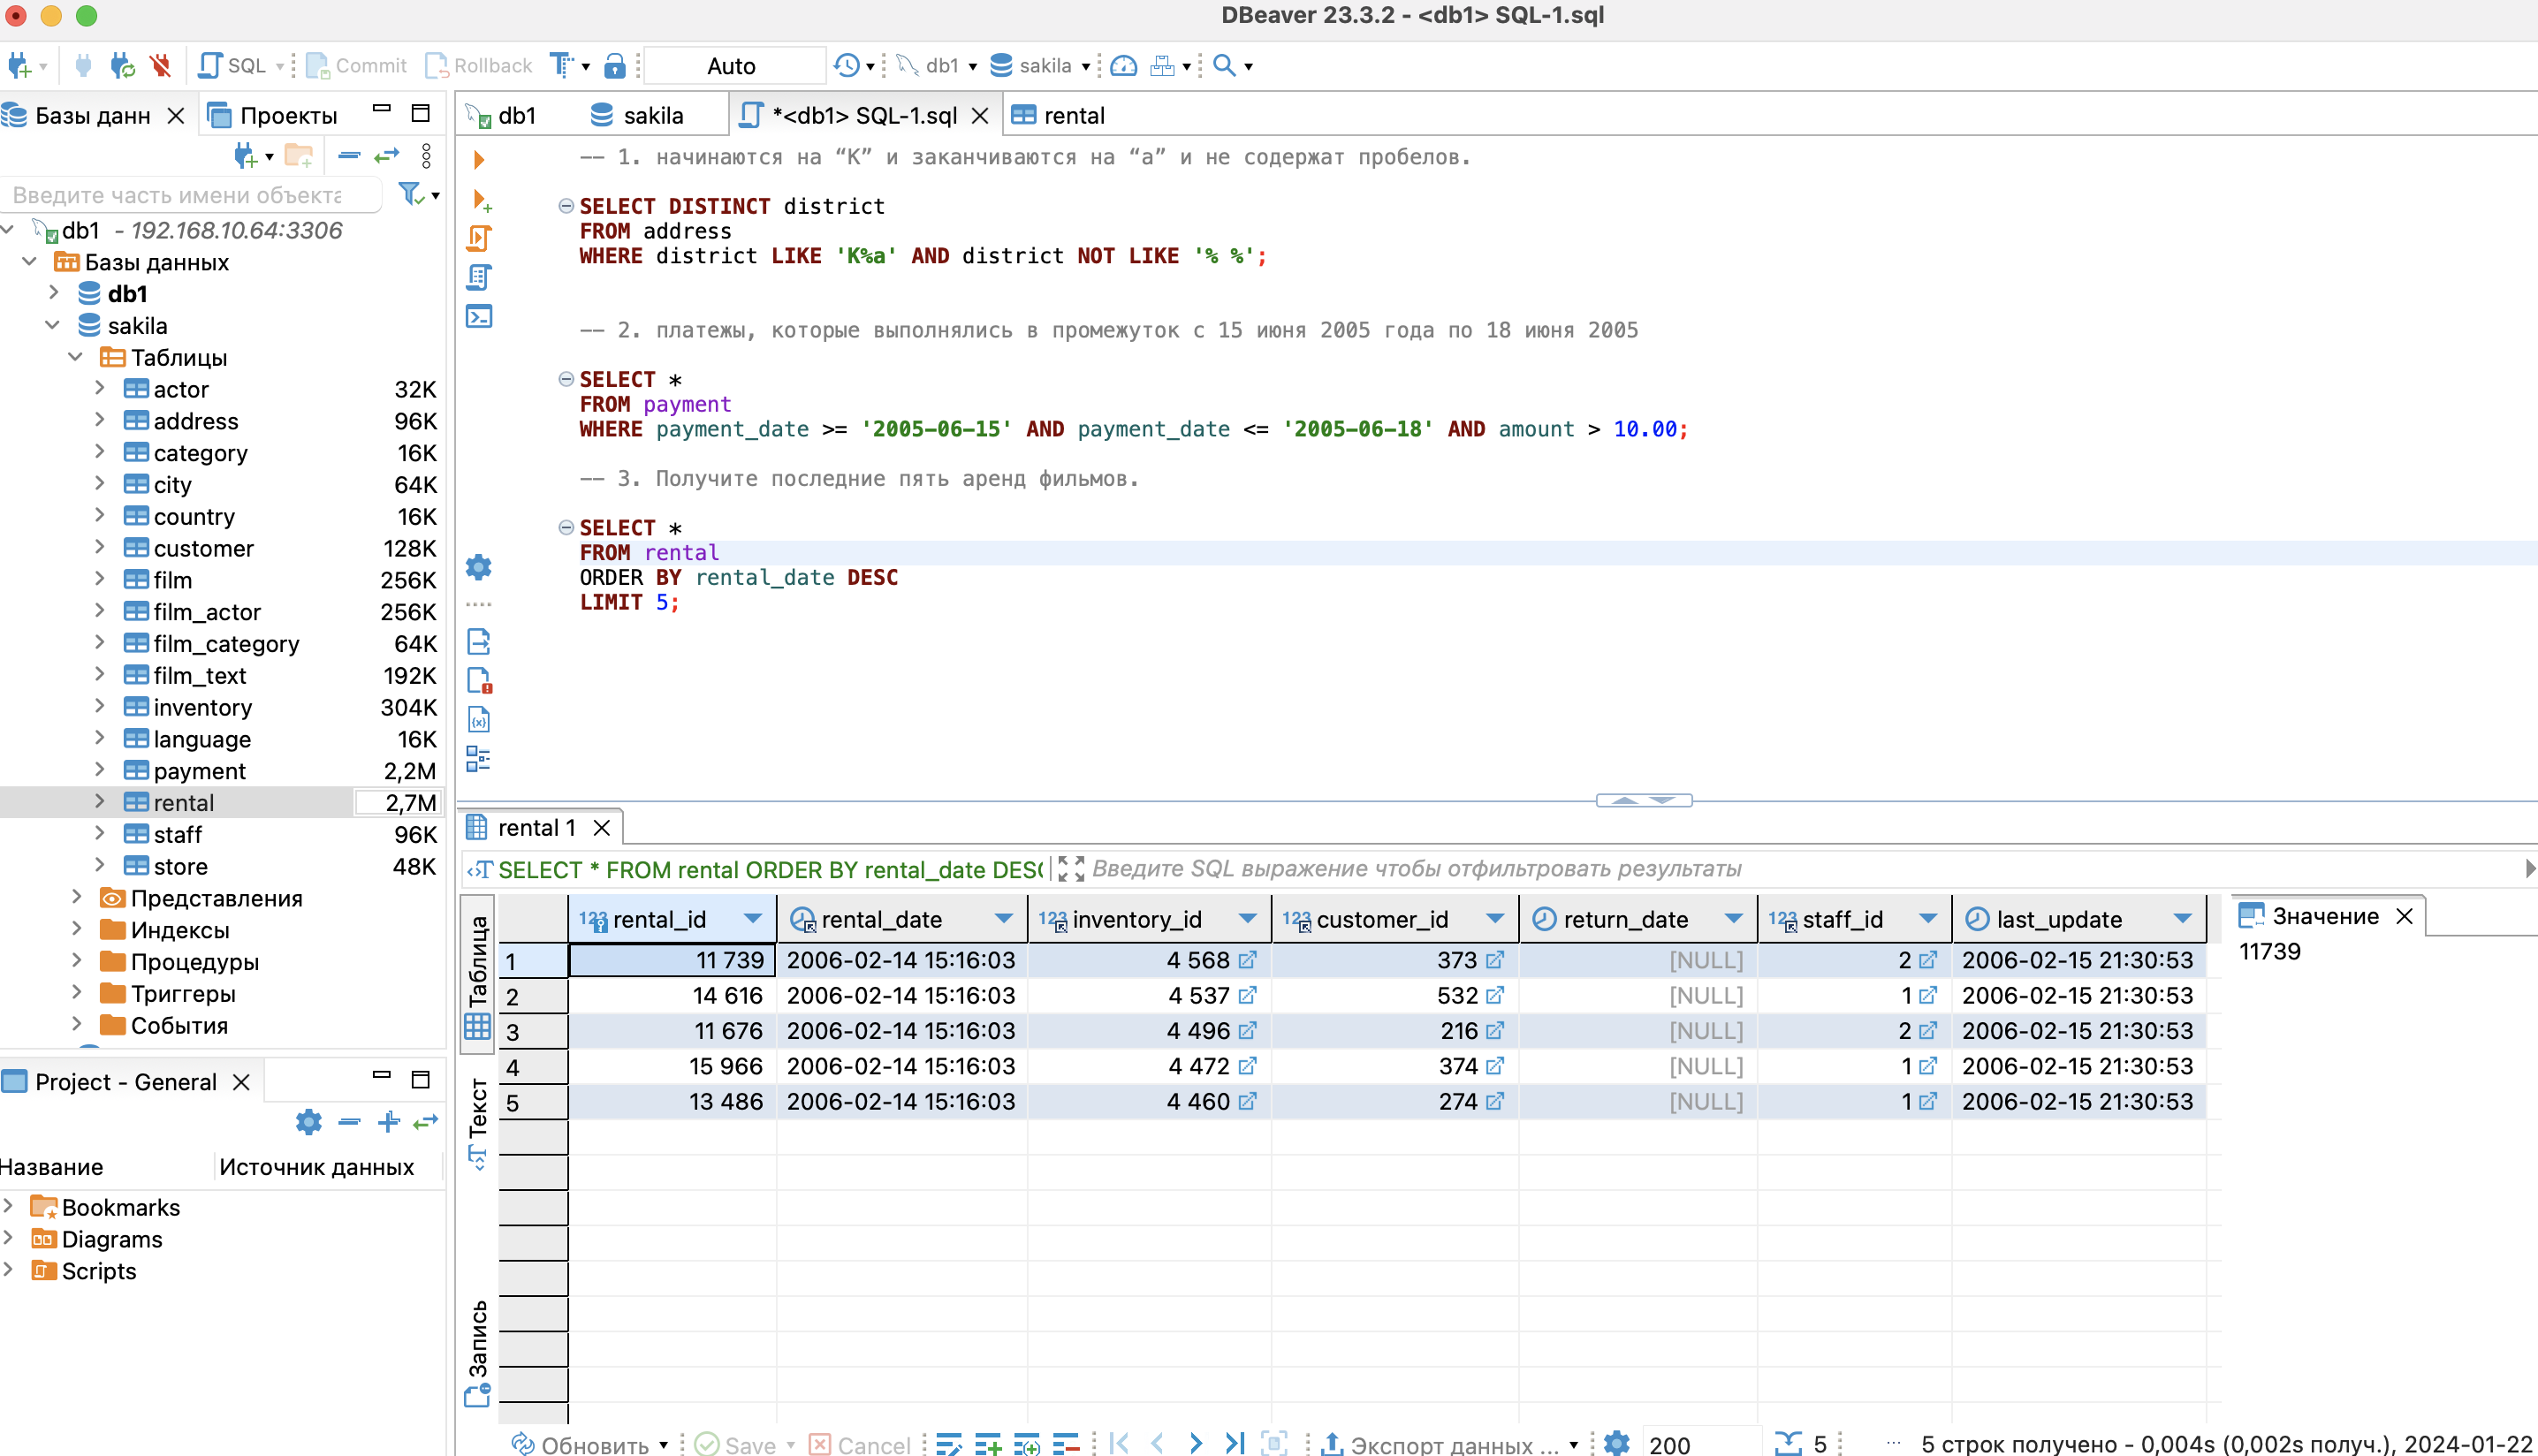 DBeaver 23.3.2 - <db1> SQL-1.sql
SQL Commit Rollback Auto db1 sakila
Базы данн Проекты
Введите часть имени объекта
db1 - 192.168.10.64:3306
Базы данных
db1
sakila
Таблицы
actor 32K
address 96K
category 16K
city 64K
country 16K
customer 128K
film 256K
film_actor 256K
film_category 64K
film_text 192K
inventory 304K
language 16K
payment 2,2M
rental 2,7M
staff 96K
store 48K
Представления
Индексы
Процедуры
Триггеры
События
Project - General
Название Источник данных
Bookmarks
Diagrams
Scripts
db1 sakila *<db1> SQL-1.sql rental
-- 1. начинаются на “K” и заканчиваются на “a” и не содержат пробелов.
SELECT DISTINCT district
FROM address
WHERE district LIKE 'K%a' AND district NOT LIKE '% %';
-- 2. платежы, которые выполнялись в промежуток с 15 июня 2005 года по 18 июня 2005
SELECT *
FROM payment
WHERE payment_date >= '2005-06-15' AND payment_date <= '2005-06-18' AND amount > 10.00;
-- 3. Получите последние пять аренд фильмов.
SELECT *
FROM rental
ORDER BY rental_date DESC
LIMIT 5;
rental 1
SELECT * FROM rental ORDER BY rental_date DESC Введите SQL выражение чтобы отфильтровать результаты
Таблица
Текст
Запись
123 rental_id rental_date 123 inventory_id 123 customer_id return_date 123 staff_id last_update
1 11 739 2006-02-14 15:16:03 4 568 373 [NULL] 2 2006-02-15 21:30:53
2 14 616 2006-02-14 15:16:03 4 537 532 [NULL] 1 2006-02-15 21:30:53
3 11 676 2006-02-14 15:16:03 4 496 216 [NULL] 2 2006-02-15 21:30:53
4 15 966 2006-02-14 15:16:03 4 472 374 [NULL] 1 2006-02-15 21:30:53
5 13 486 2006-02-14 15:16:03 4 460 274 [NULL] 1 2006-02-15 21:30:53
Значение
11739
Обновить Save Cancel Экспорт данных ... 200 5 ... 5 строк получено - 0,004s (0,002s получ.), 2024-01-22